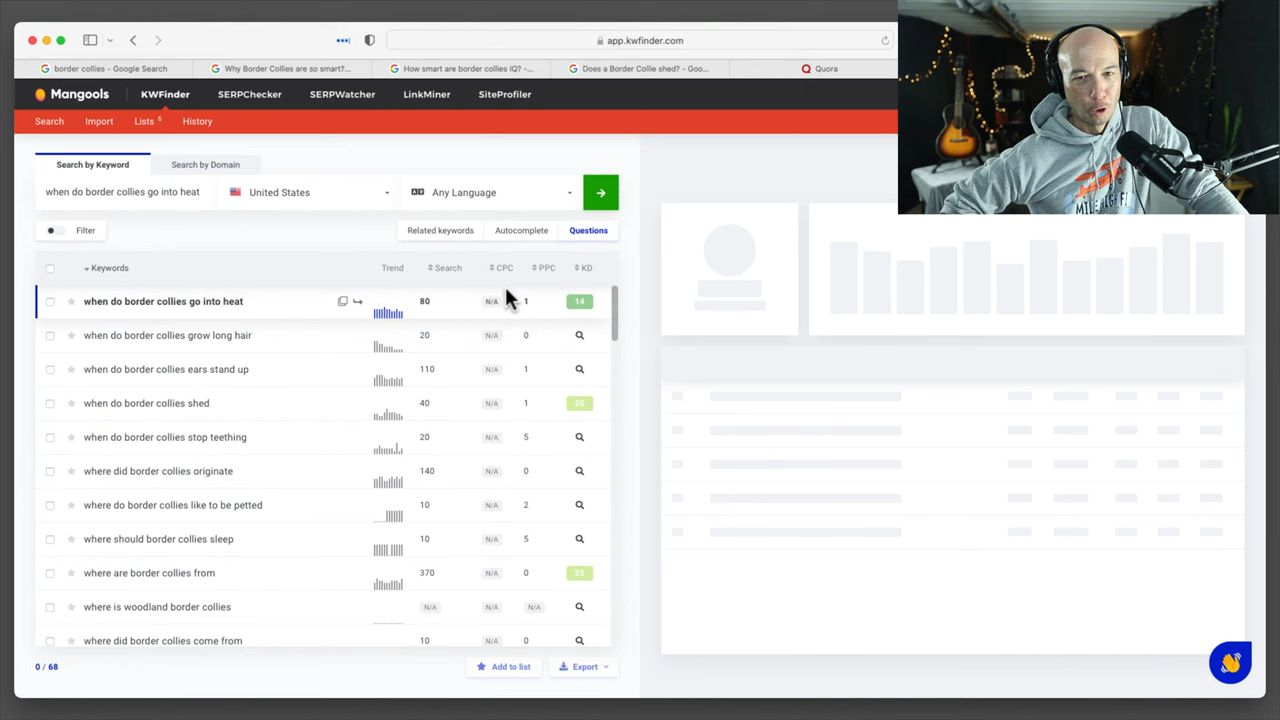 app.kwfinder.com
border collies - Google Search
Why Border Collies are so smart?...
How smart are border collies IQ? -...
Does a Border Collie shed? - Goo...
Quora
Mangools
KWFinder
SERPChecker
SERPWatcher
LinkMiner
SiteProfiler
Search
Import
Lists 6
History
Search by Keyword
Search by Domain
when do border collies go into heat
United States
Any Language
Filter
Related keywords
Autocomplete
Questions
Keywords Trend Search CPC PPC KD
when do border collies go into heat 80 N/A 1 14
when do border collies grow long hair 20 N/A 0
when do border collies ears stand up 110 N/A 1
when do border collies shed 40 N/A 1 20
when do border collies stop teething 20 N/A 5
where did border collies originate 140 N/A 0
where do border collies like to be petted 10 N/A 2
where should border collies sleep 10 N/A 5
where are border collies from 370 N/A 0 25
where is woodland border collies N/A N/A N/A
where did border collies come from 10 N/A 0
0 / 68
Add to list
Export
MILE HIGH FI